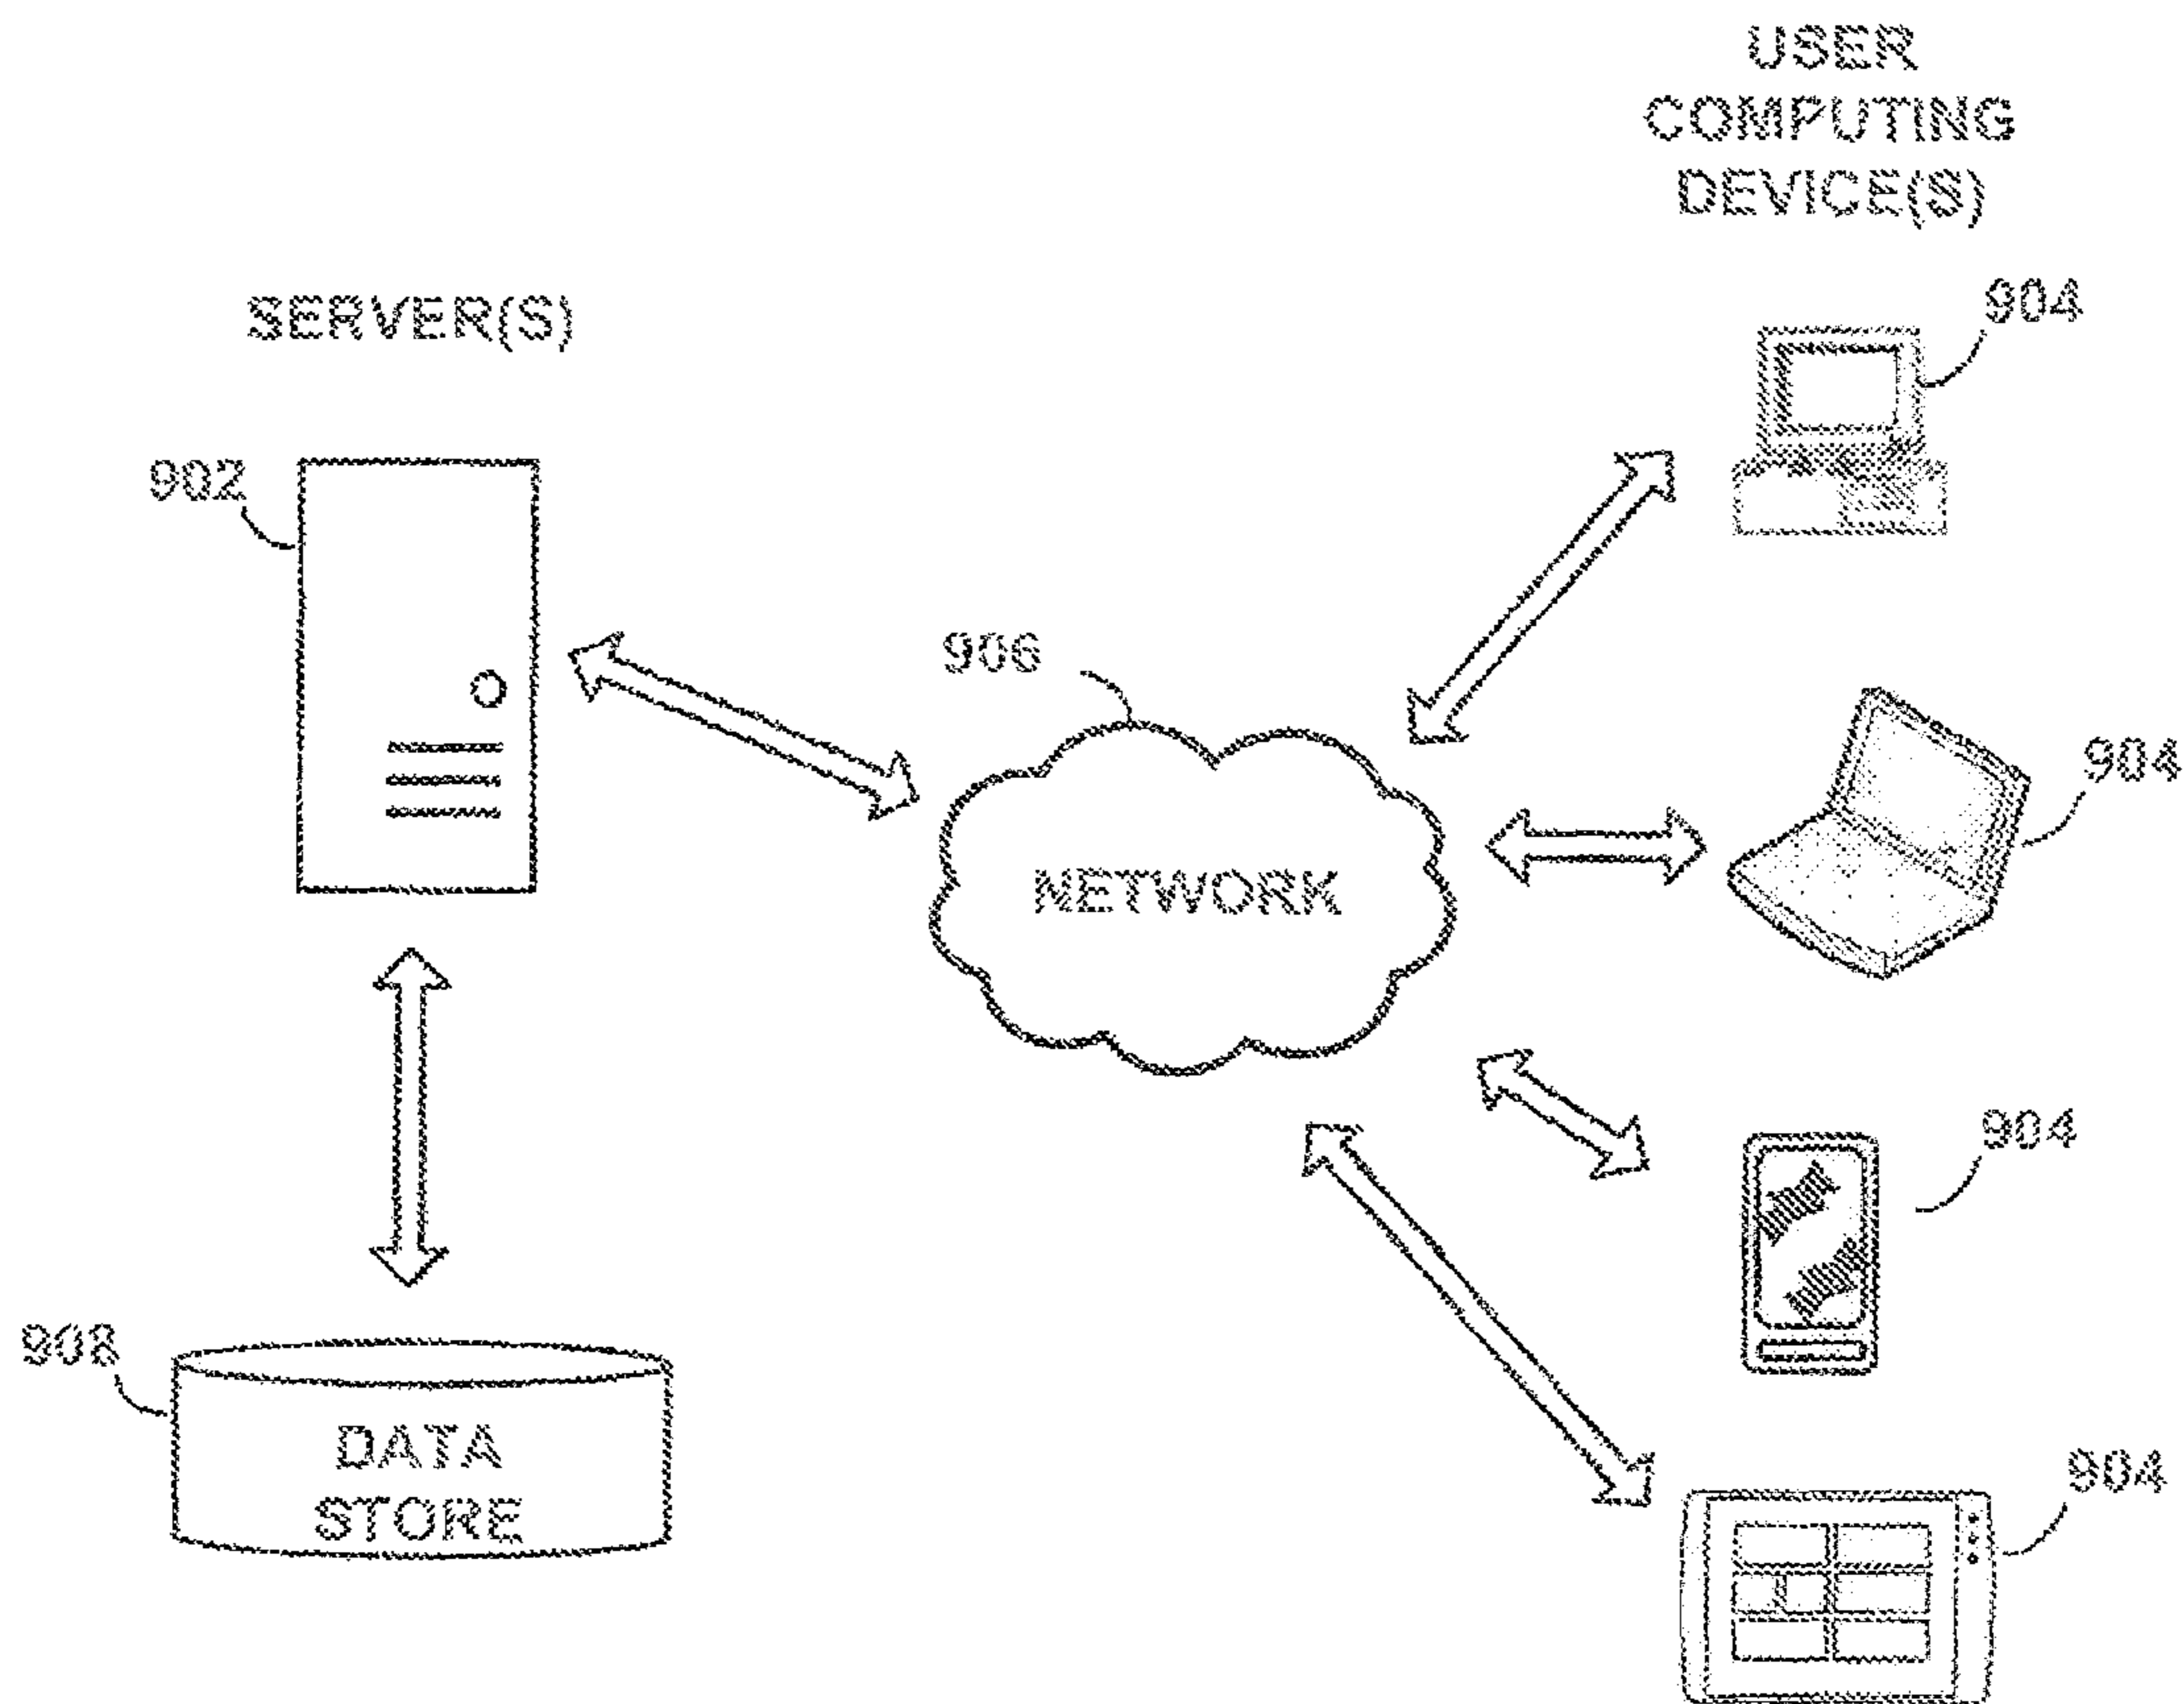 USER
COMPUTING
DEVICE(S)
SERVER(S)
904
902
906
904
NETWORK
904
908
DATA
STORE
904